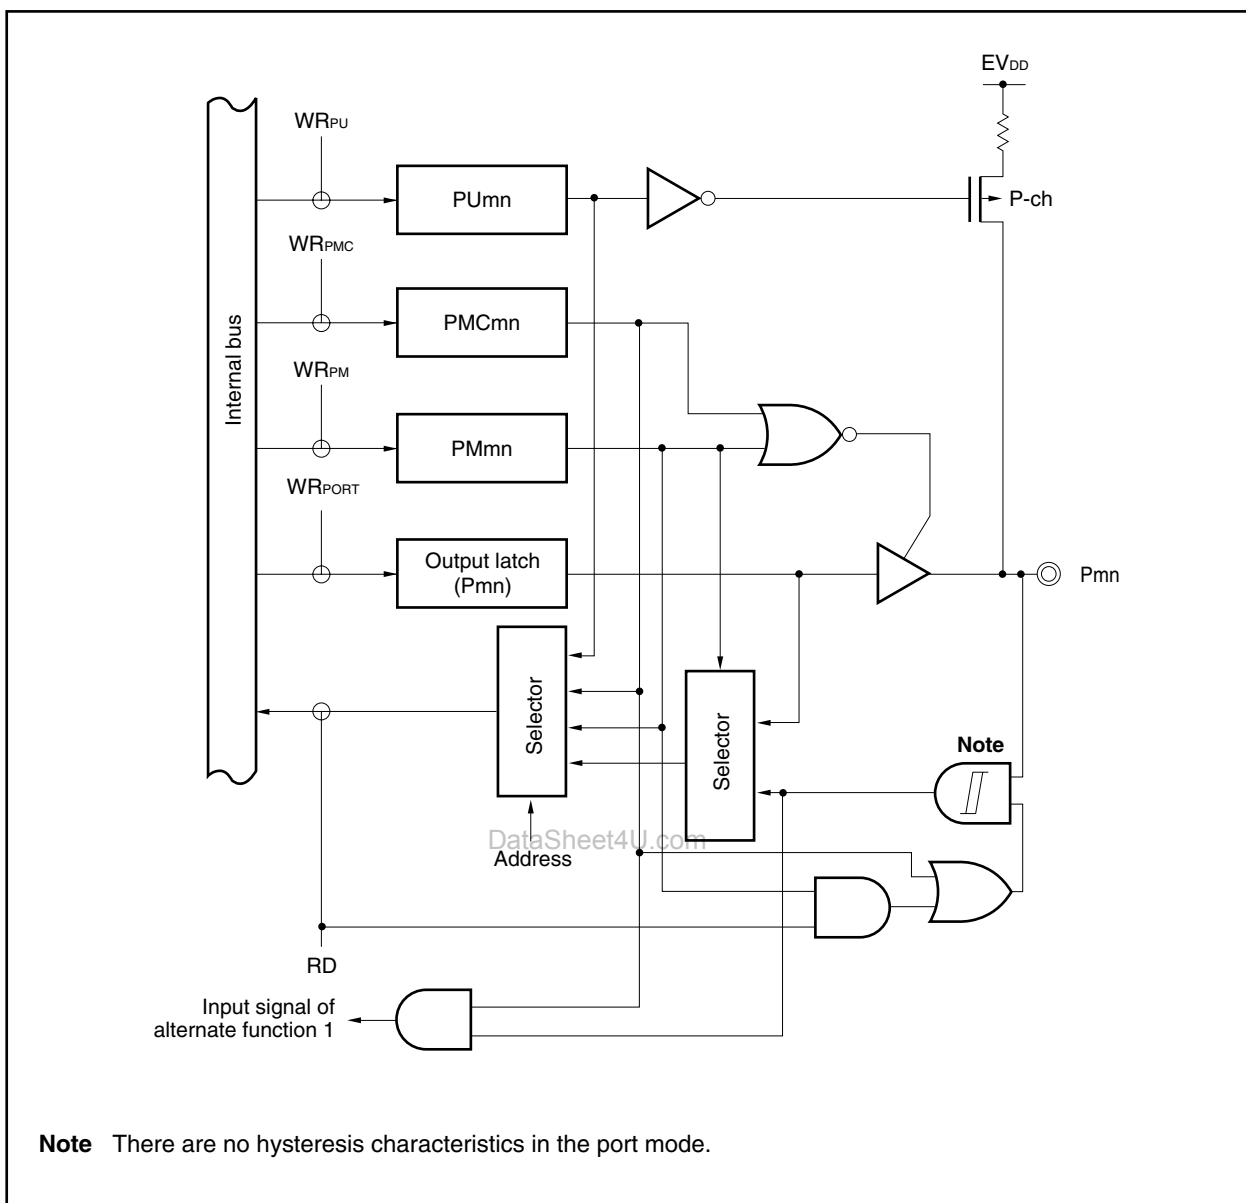 EVDD
WRPU
PUmn
P-ch
WRPMC
PMCmn
Internal bus
WRPM
PMmn
WRPORT
Output latch
(Pmn)
Pmn
Selector
Selector
Note
DataSheet4U.com
Address
RD
Input signal of
alternate function 1
Note There are no hysteresis characteristics in the port mode.